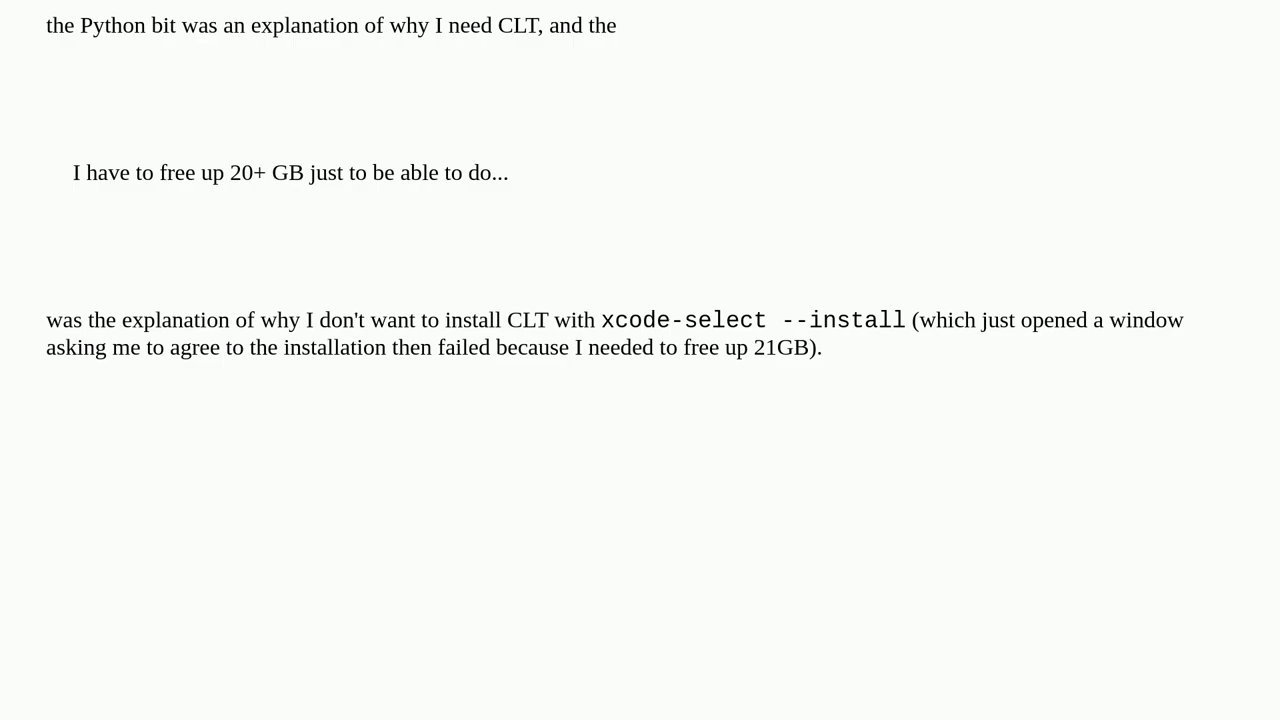 the Python bit was an explanation of why I need CLT, and the
I have to free up 20+ GB just to be able to do...
was the explanation of why I don't want to install CLT with xcode-select --install (which just opened a window
asking me to agree to the installation then failed because I needed to free up 21GB).